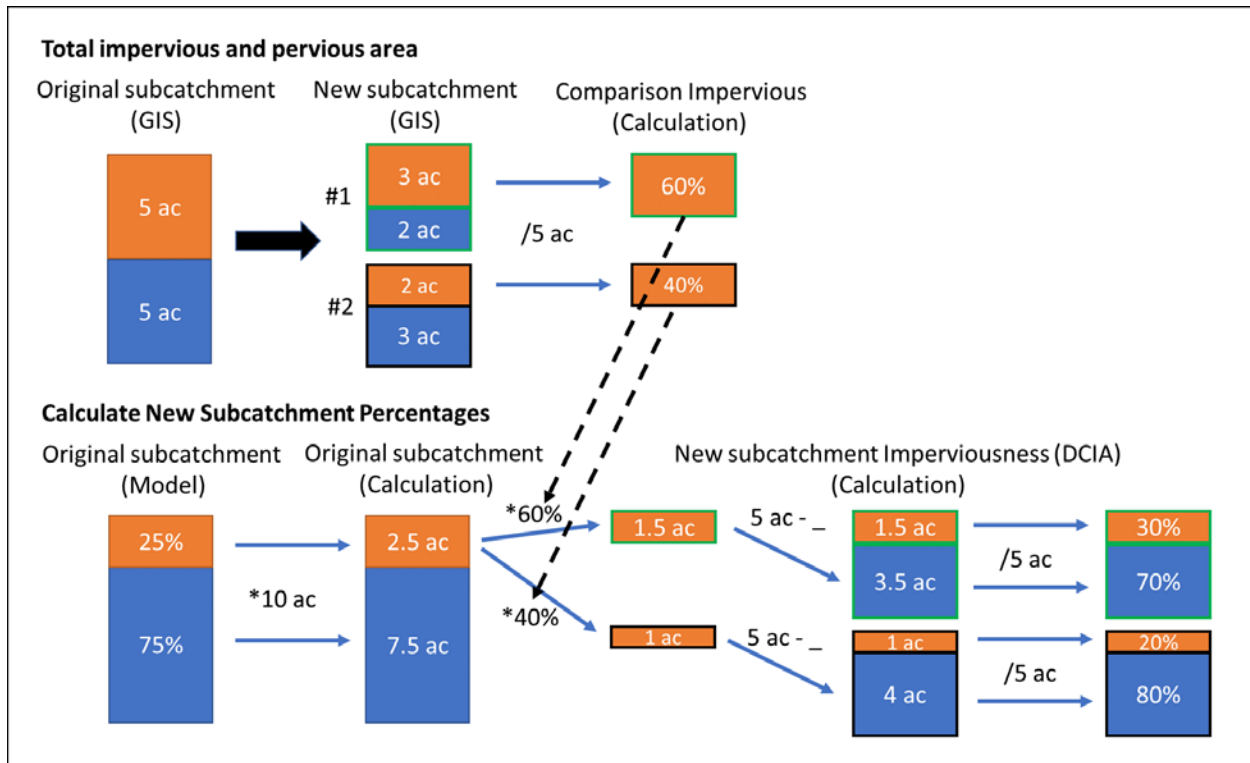 Total impervious and pervious area
Original subcatchment
(GIS)
New subcatchment
(GIS)
Comparison Impervious
(Calculation)
5 ac
5 ac
#1
3 ac
2 ac
#2
2 ac
3 ac
/5 ac
60%
40%
Calculate New Subcatchment Percentages
Original subcatchment
(Model)
Original subcatchment
(Calculation)
New subcatchment Imperviousness (DCIA)
(Calculation)
25%
75%
*10 ac
2.5 ac
7.5 ac
*60%
*40%
1.5 ac
1 ac
5 ac - _
5 ac - _
1.5 ac
3.5 ac
1 ac
4 ac
/5 ac
/5 ac
30%
70%
20%
80%